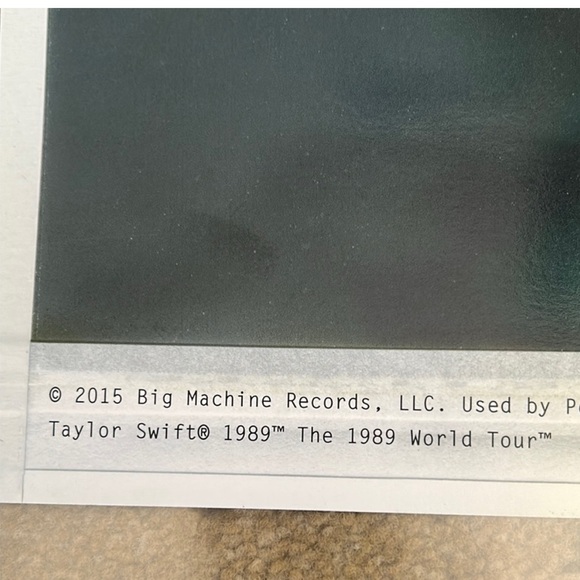 © 2015 Big Machine Records, LLC. Used by
Taylor Swift® 1989™ The 1989 World Tour™